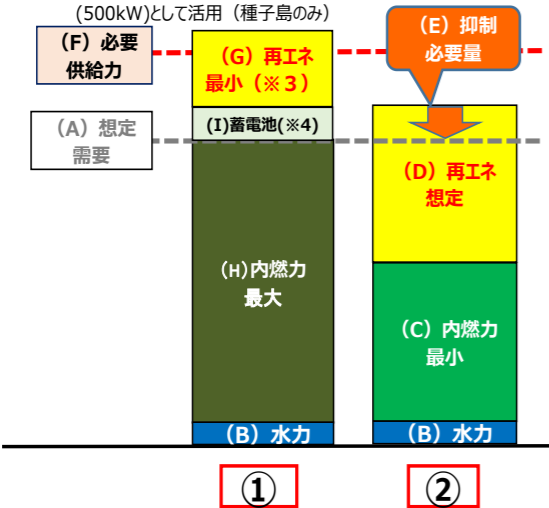 (500kW)として活用（種子島のみ）
（F）必要
供給力
（G）再エネ
最小（※３）
（E）抑制
必要量
（A）想定
需要
(I)蓄電池(※4)
（D）再エネ
想定
（H）内燃力
最大
（C）内燃力
最小
（B）水力
（B）水力
①
②